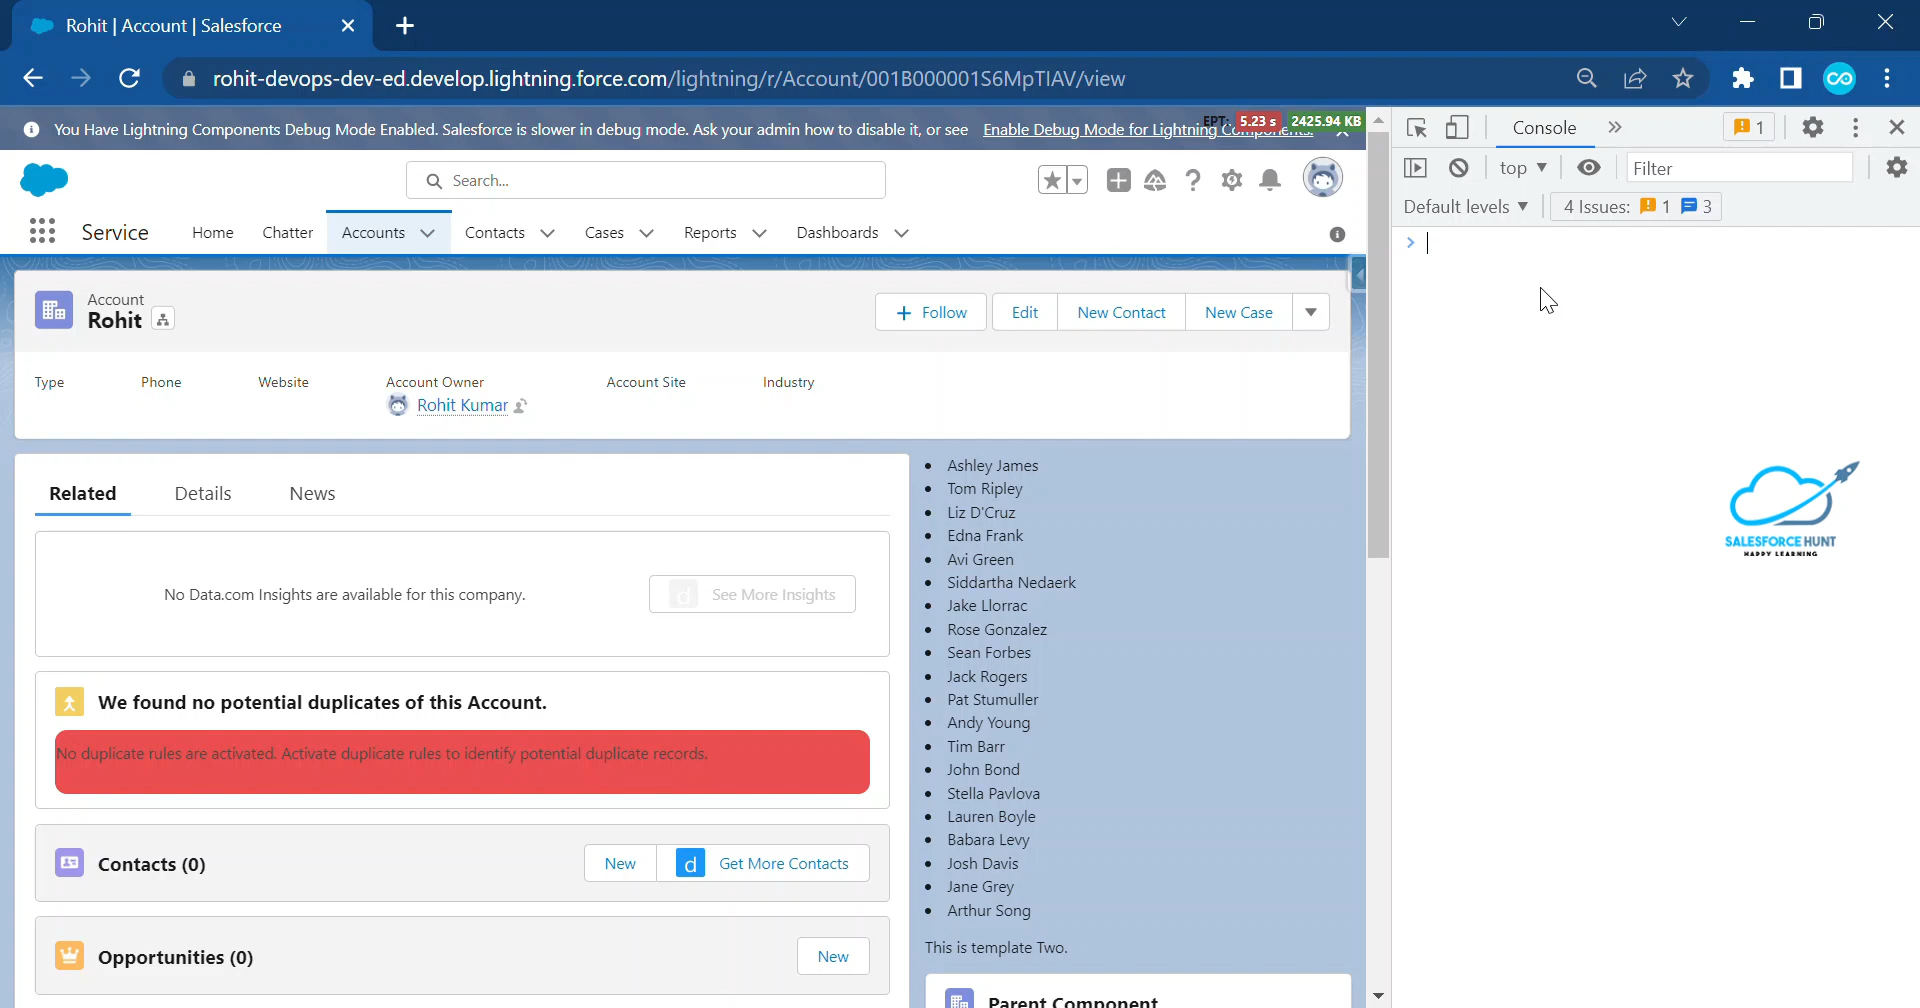 Rohit | Account | Salesforce
rohit-devops-dev-ed.develop.lightning.force.com/lightning/r/Account/001B000001S6MpTIAV/view
You Have Lightning Components Debug Mode Enabled. Salesforce is slower in debug mode. Ask your admin how to disable it, or see Enable Debug Mode for Lightning Components.
EPT: 5.23 s 2425.94 KB
Search...
Service Home Chatter Accounts Contacts Cases Reports Dashboards
Account
Rohit
Follow Edit New Contact New Case
Type Phone Website Account Owner Account Site Industry
Rohit Kumar
Related Details News
No Data.com Insights are available for this company.
d See More Insights
We found no potential duplicates of this Account.
No duplicate rules are activated. Activate duplicate rules to identify potential duplicate records.
Contacts (0)
New d Get More Contacts
Opportunities (0)
New
Ashley James
Tom Ripley
Liz D'Cruz
Edna Frank
Avi Green
Siddartha Nedaerk
Jake Llorrac
Rose Gonzalez
Sean Forbes
Jack Rogers
Pat Stumuller
Andy Young
Tim Barr
John Bond
Stella Pavlova
Lauren Boyle
Babara Levy
Josh Davis
Jane Grey
Arthur Song
This is template Two.
Parent Component
Console
1
top
Filter
Default levels
4 Issues: 1 3
SALESFORCE HUNT
HAPPY LEARNING